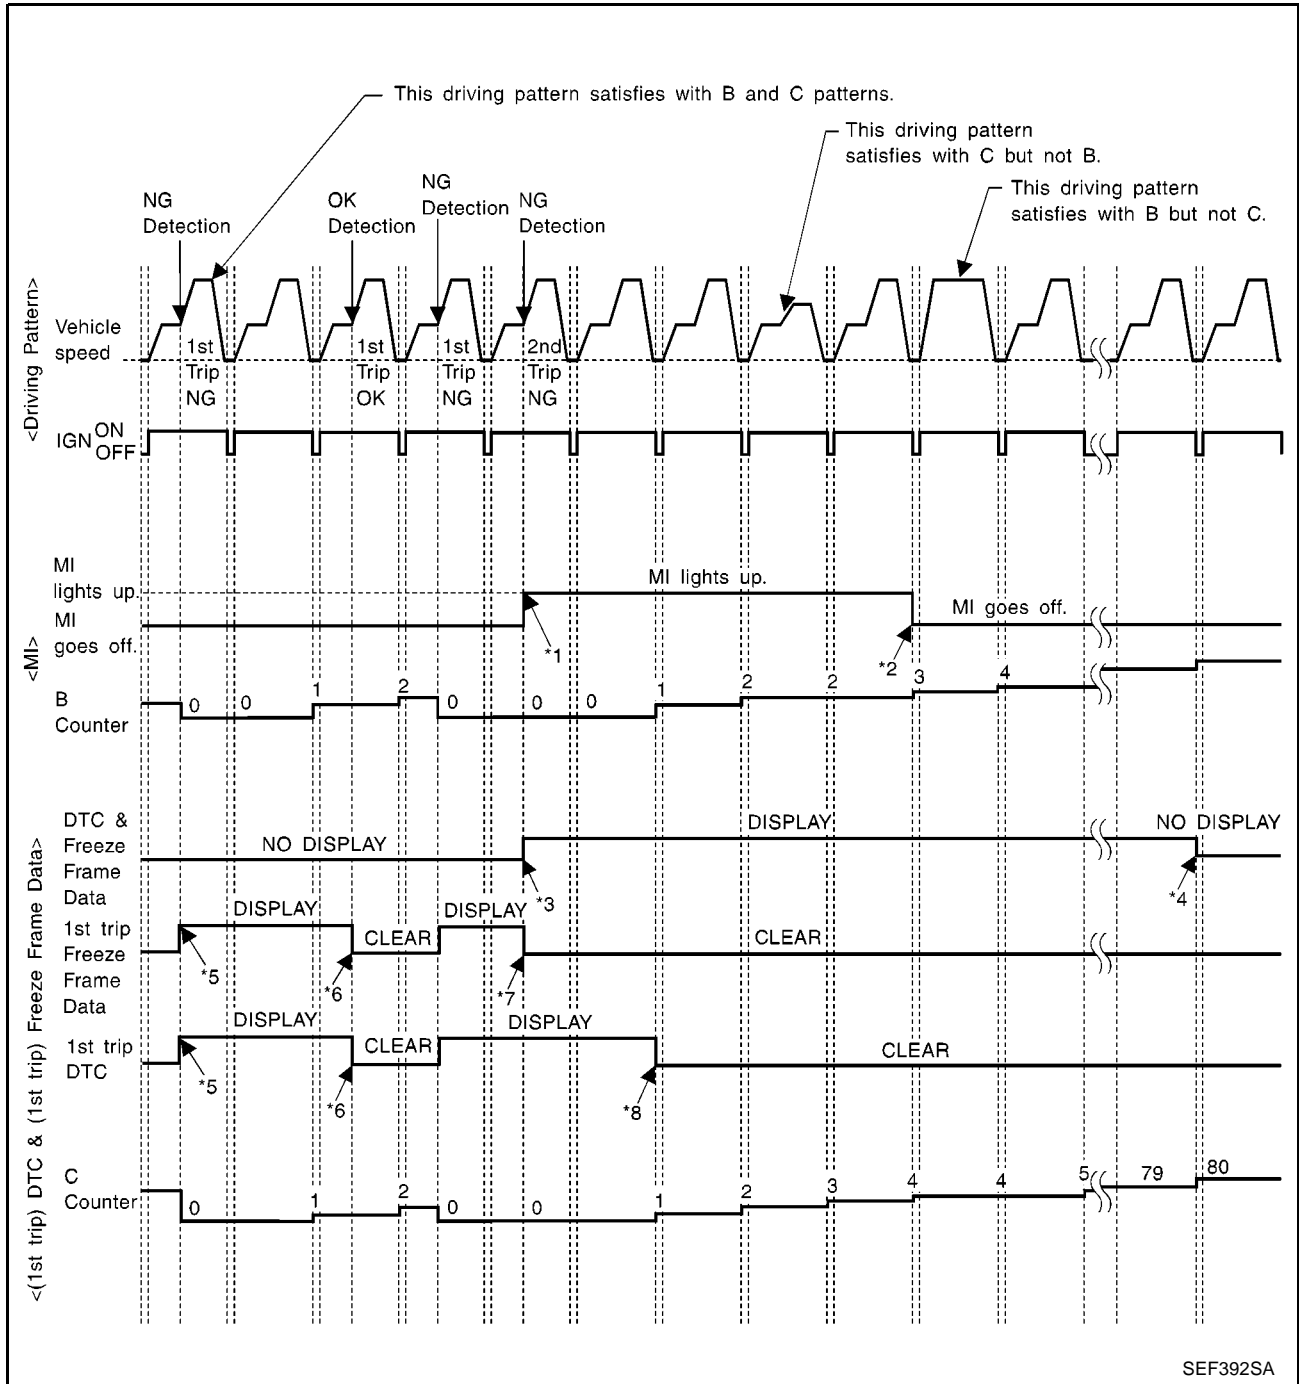 This driving pattern satisfies with B and C patterns.
This driving pattern
satisfies with C but not B.
This driving pattern
satisfies with B but not C.
NG
Detection
OK
Detection
NG
Detection
NG
Detection
<Driving Pattern>
Vehicle
speed
1st
Trip
NG
1st
Trip
OK
1st
Trip
NG
2nd
Trip
NG
IGN ON
OFF
<MI>
MI
lights up.
MI
goes off.
MI lights up.
MI goes off.
*1
*2
B
Counter
0 0 1 2 0 0 0 1 2 2 3 4
<(1st trip) DTC & (1st trip) Freeze Frame Data>
DTC &
Freeze
Frame
Data
NO DISPLAY
DISPLAY
NO DISPLAY
*3
*4
1st trip
Freeze
Frame
Data
DISPLAY
CLEAR
DISPLAY
CLEAR
*5
*6
*7
1st trip
DTC
DISPLAY
CLEAR
DISPLAY
CLEAR
*5
*6
*8
C
Counter
0 1 2 0 0 1 2 3 4 4 5 79 80
SEF392SA